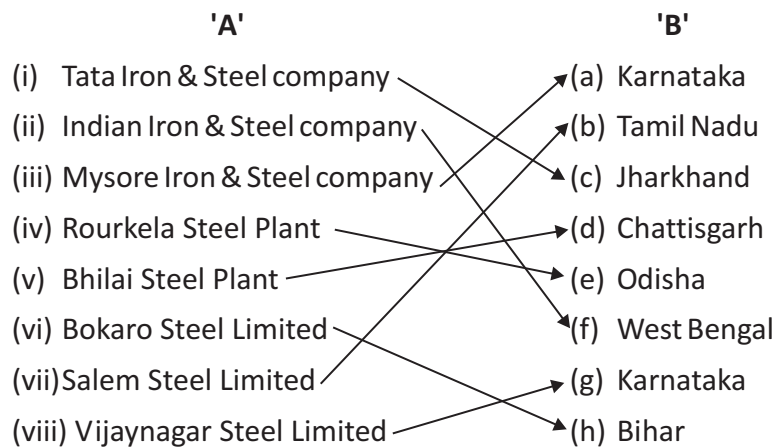 'A' 'B'
(i) Tata Iron & Steel company (a) Karnataka
(ii) Indian Iron & Steel company (b) Tamil Nadu
(iii) Mysore Iron & Steel company (c) Jharkhand
(iv) Rourkela Steel Plant (d) Chattisgarh
(v) Bhilai Steel Plant (e) Odisha
(vi) Bokaro Steel Limited (f) West Bengal
(vii) Salem Steel Limited (g) Karnataka
(viii) Vijaynagar Steel Limited (h) Bihar